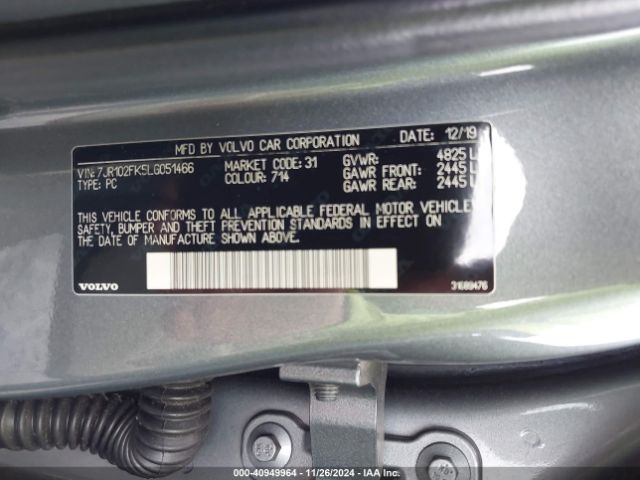 MFD BY VOLVO CAR CORPORATION DATE: 12/19
VIN: 7JR102FK5LG051466 MARKET CODE: 31 GVWR: 4825 L
TYPE: PC COLOUR: 714 GAWR FRONT: 2445 L
GAWR REAR: 2445 L
THIS VEHICLE CONFORMS TO ALL APPLICABLE FEDERAL MOTOR VEHICLE
SAFETY, BUMPER AND THEFT PREVENTION STANDARDS IN EFFECT ON
THE DATE OF MANUFACTURE SHOWN ABOVE.
VOLVO 31689476
000-40949964 - 11/26/2024 - IAA Inc.